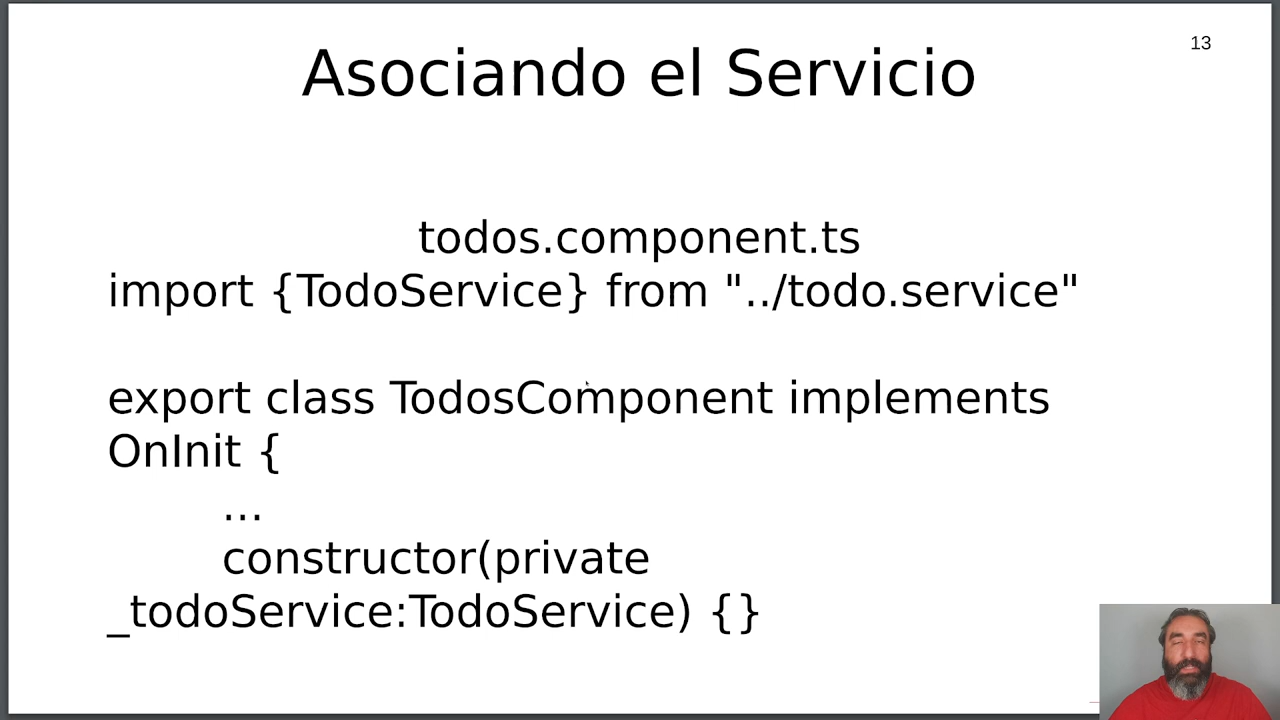 13
Asociando el Servicio
todos.component.ts
import {TodoService} from "../todo.service"
export class TodosComponent implements
OnInit {
...
constructor(private
_todoService:TodoService) {}